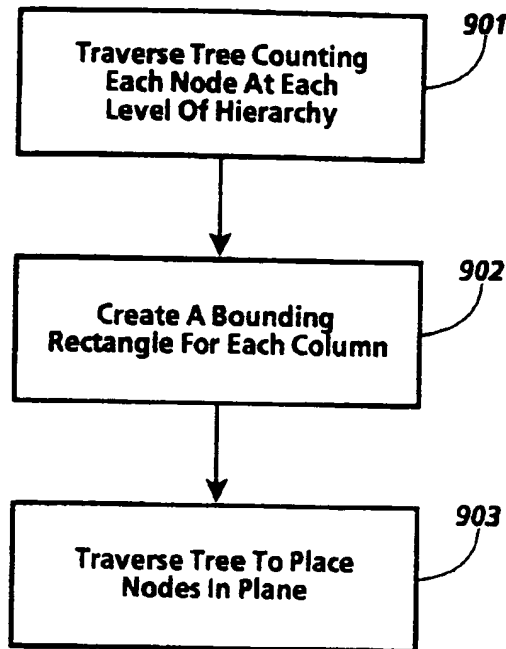 901
Traverse Tree Counting
Each Node At Each
Level Of Hierarchy
902
Create A Bounding
Rectangle For Each Column
903
Traverse Tree To Place
Nodes In Plane